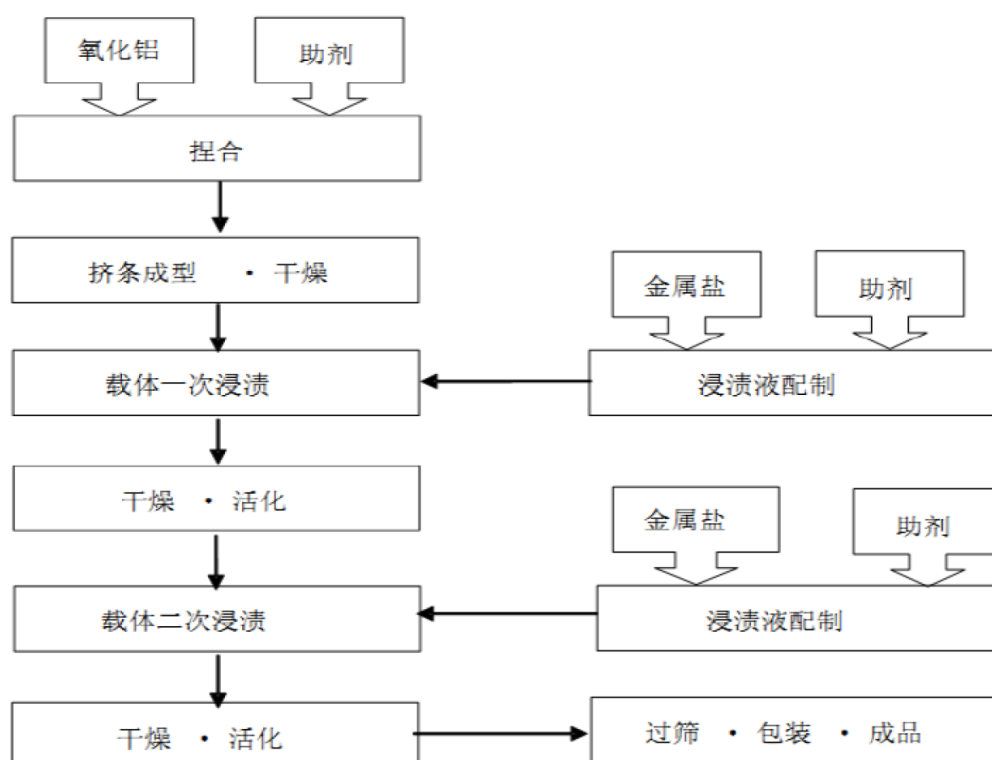 氧化铝
助剂
捏合
挤条成型 · 干燥
金属盐
助剂
载体一次浸渍
浸渍液配制
干燥 · 活化
金属盐
助剂
载体二次浸渍
浸渍液配制
干燥 · 活化
过筛 · 包装 · 成品